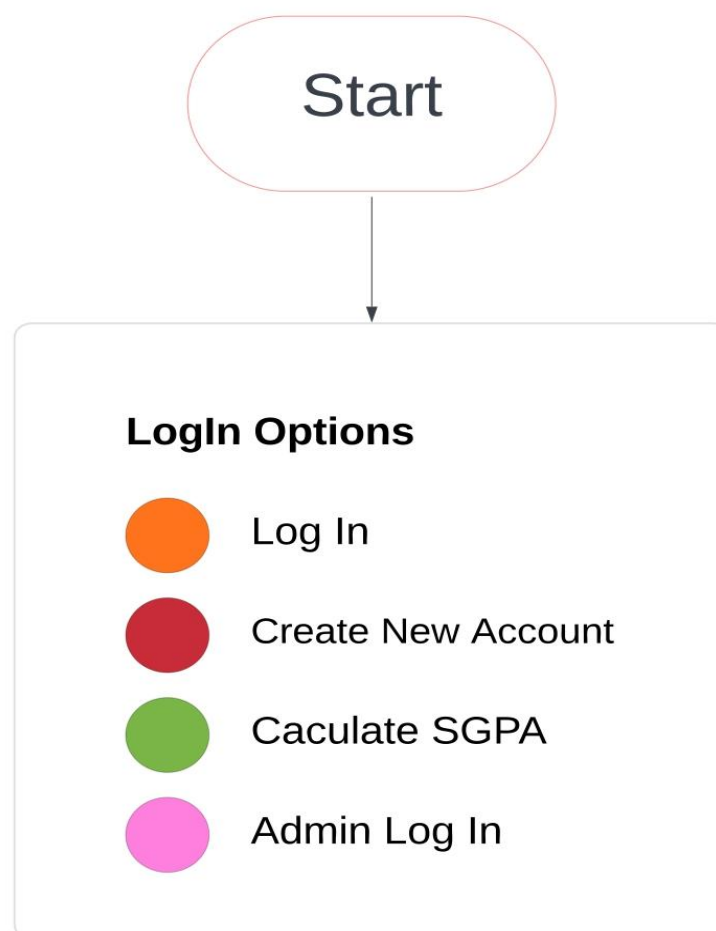 Start
LogIn Options
Log In
Create New Account
Caculate SGPA
Admin Log In